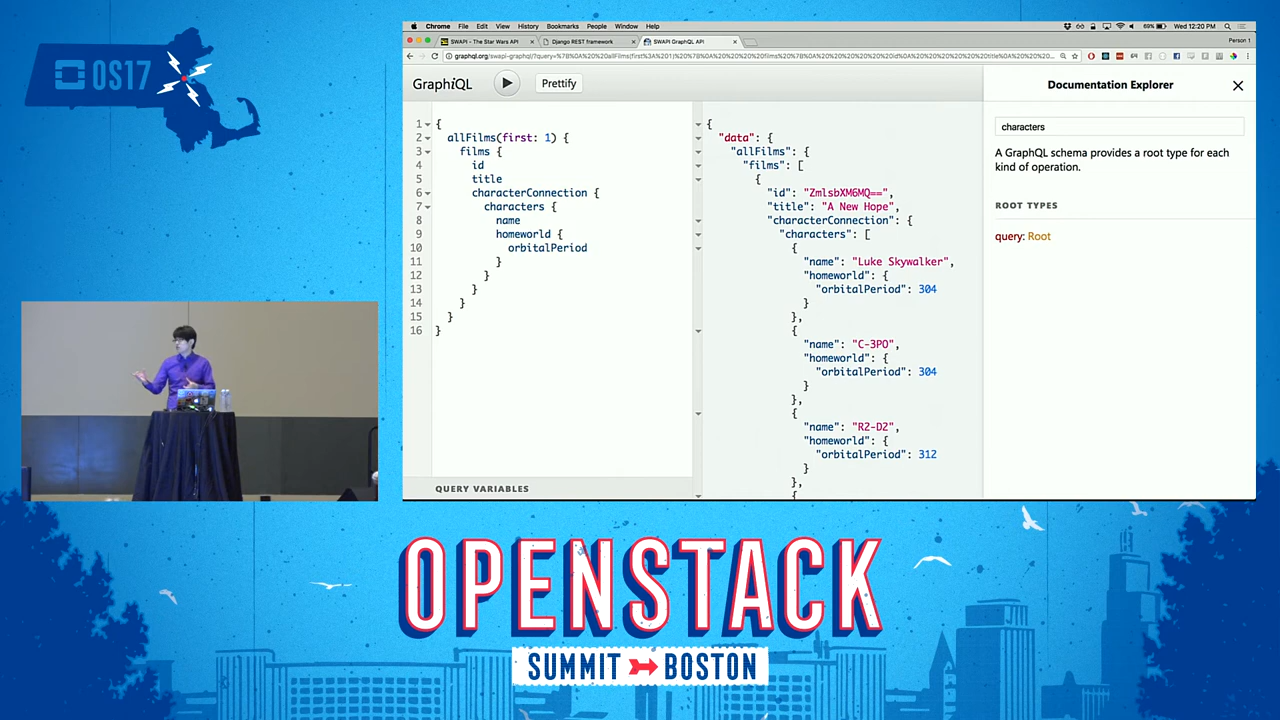 OS17
Chrome File Edit View History Bookmarks People Window Help
69% Wed 12:20 PM
SWAPI - The Star Wars API
Django REST framework
SWAPI GraphQL API
Person 1
GraphiQL
Prettify
1 {
2 allFilms(first: 1) {
3 films {
4 id
5 title
6 characterConnection {
7 characters {
8 name
9 homeworld {
10 orbitalPeriod
11 }
12 }
13 }
14 }
15 }
16 }
QUERY VARIABLES
{
"data": {
"allFilms": {
"films": [
{
"id": "ZmlsbXM6MQ==",
"title": "A New Hope",
"characterConnection": {
"characters": [
{
"name": "Luke Skywalker",
"homeworld": {
"orbitalPeriod": 304
}
},
{
"name": "C-3PO",
"homeworld": {
"orbitalPeriod": 304
}
},
{
"name": "R2-D2",
"homeworld": {
"orbitalPeriod": 312
}
},
{
Documentation Explorer
characters
A GraphQL schema provides a root type for each
kind of operation.
ROOT TYPES
query: Root
OPENSTACK
SUMMIT BOSTON